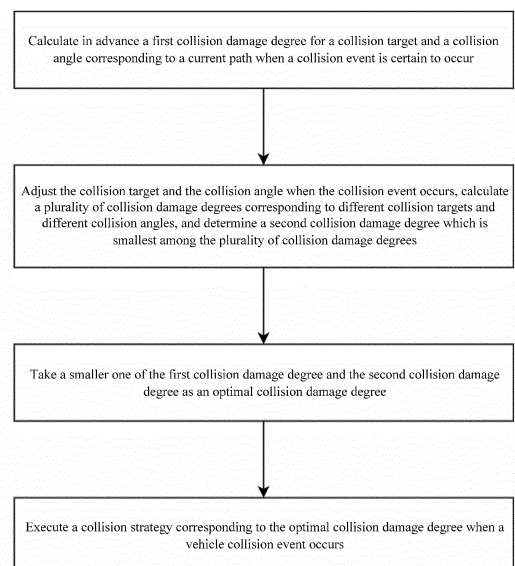 Calculate in advance a first collision damage degree for a collision target and a collision
angle corresponding to a current path when a collision event is certain to occur
Adjust the collision target and the collision angle when the collision event occurs, calculate
a plurality of collision damage degrees corresponding to different collision targets and
different collision angles, and determine a second collision damage degree which is
smallest among the plurality of collision damage degrees
Take a smaller one of the first collision damage degree and the second collision damage
degree as an optimal collision damage degree
Execute a collision strategy corresponding to the optimal collision damage degree when a
vehicle collision event occurs